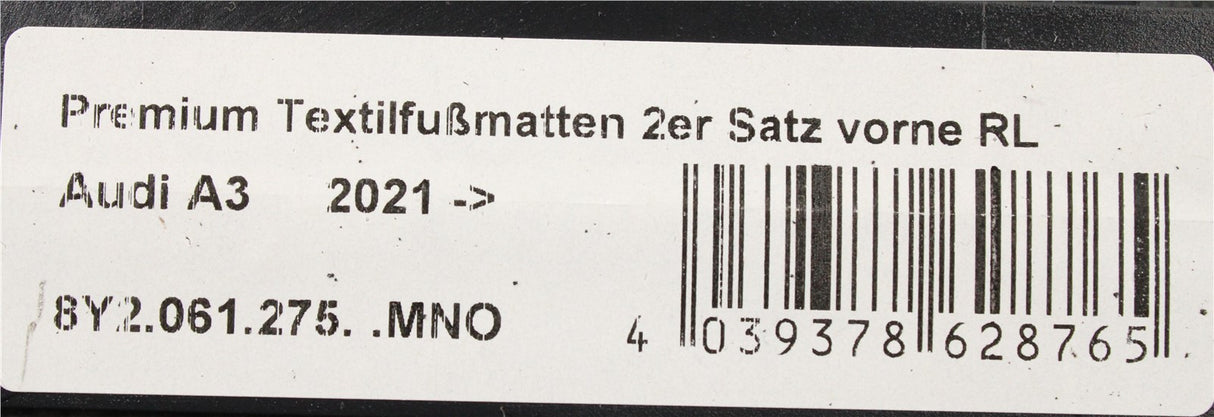 Premium Textilfußmatten 2er Satz vorne RL
Audi A3 2021 ->
8Y2.061.275. .MNO
4 039378 628765